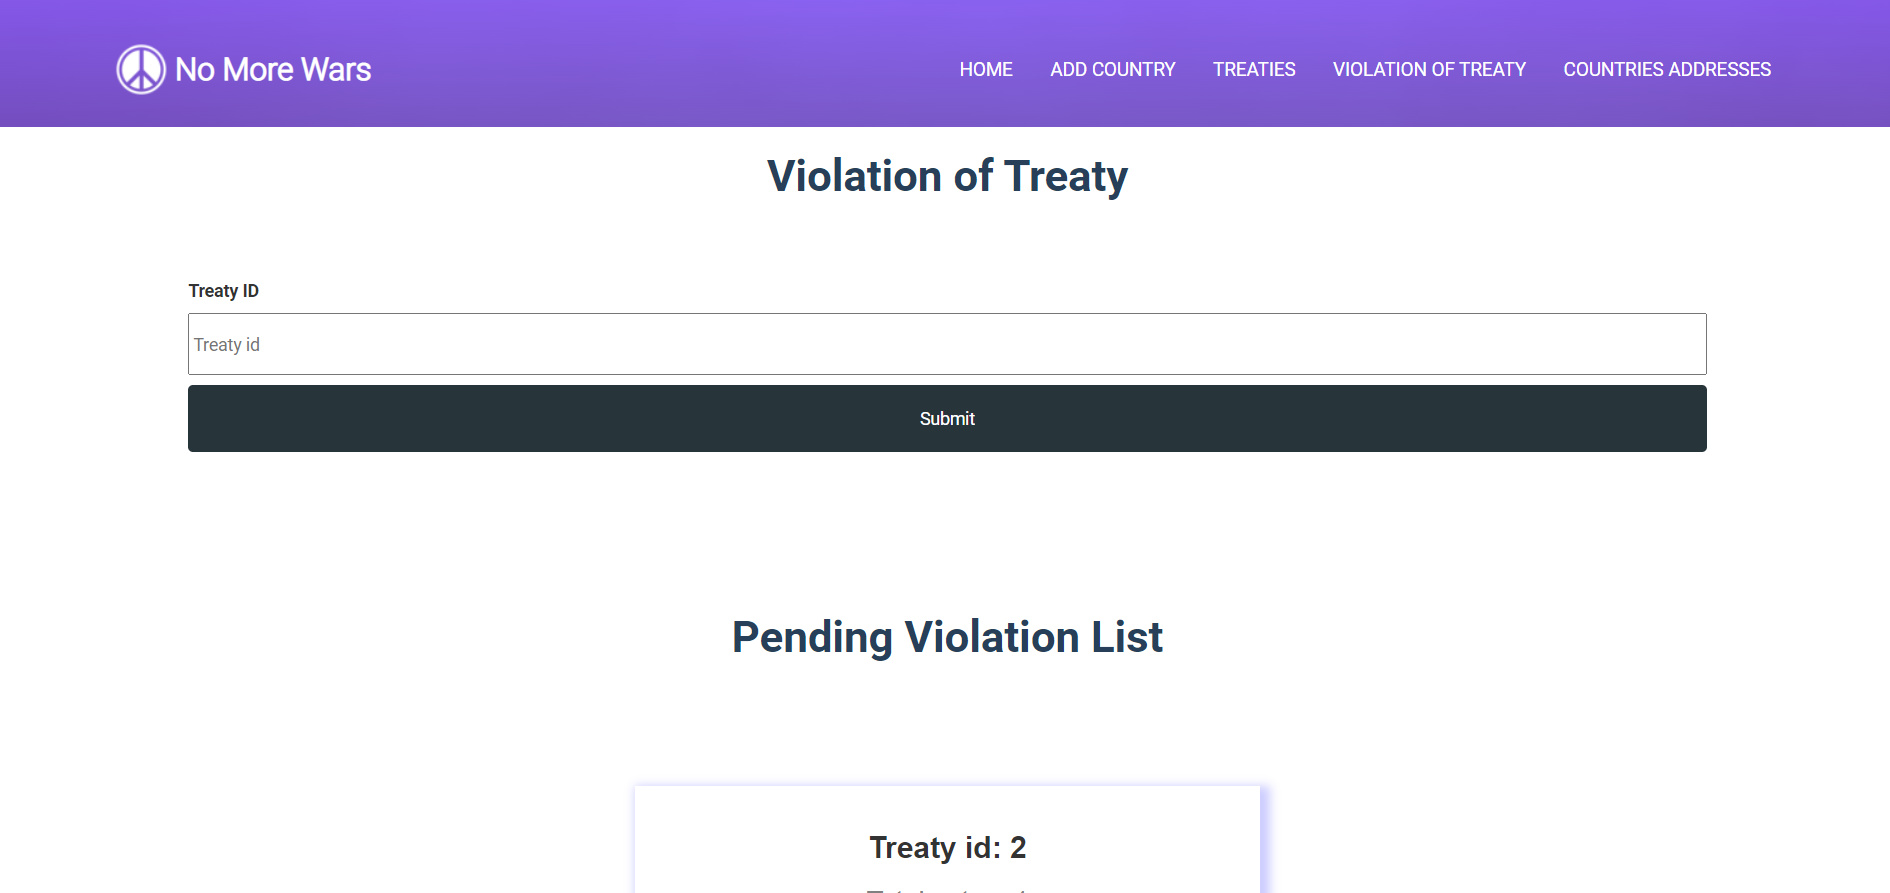 No More Wars
HOME ADD COUNTRY TREATIES VIOLATION OF TREATY COUNTRIES ADDRESSES
Violation of Treaty
Treaty ID
Treaty id
Submit
Pending Violation List
Treaty id: 2